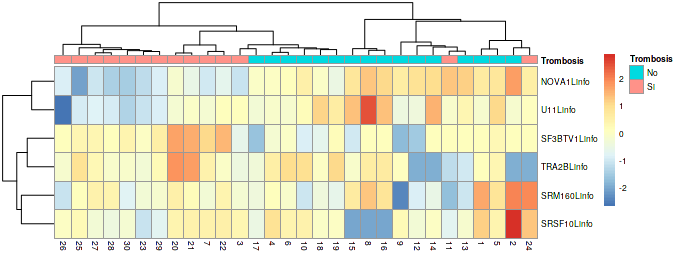 Trombosis
Trombosis
No
SI
NOVA1Linfo
U11Linfo
SF3BTV1Linfo
TRA2BLinfo
SRM160Linfo
SRSF10Linfo
2
1
0
-1
-2
26 25 27 28 30 23 29 20 21 7 22 3 17 4 6 10 18 19 15 8 16 9 12 14 11 13 1 5 2 24